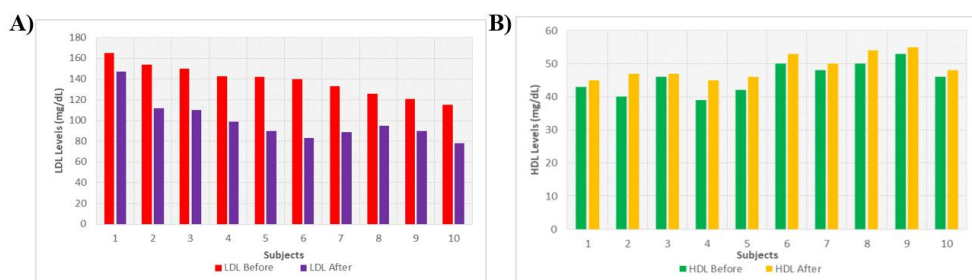 A)
180
160
140
120
100
80
60
40
20
0
LDL Levels (mg/dL)
1 2 3 4 5 6 7 8 9 10
Subjects
LDL Before LDL After
B)
60
50
40
30
20
10
0
HDL Levels (mg/dL)
1 2 3 4 5 6 7 8 9 10
Subjects
HDL Before HDL After